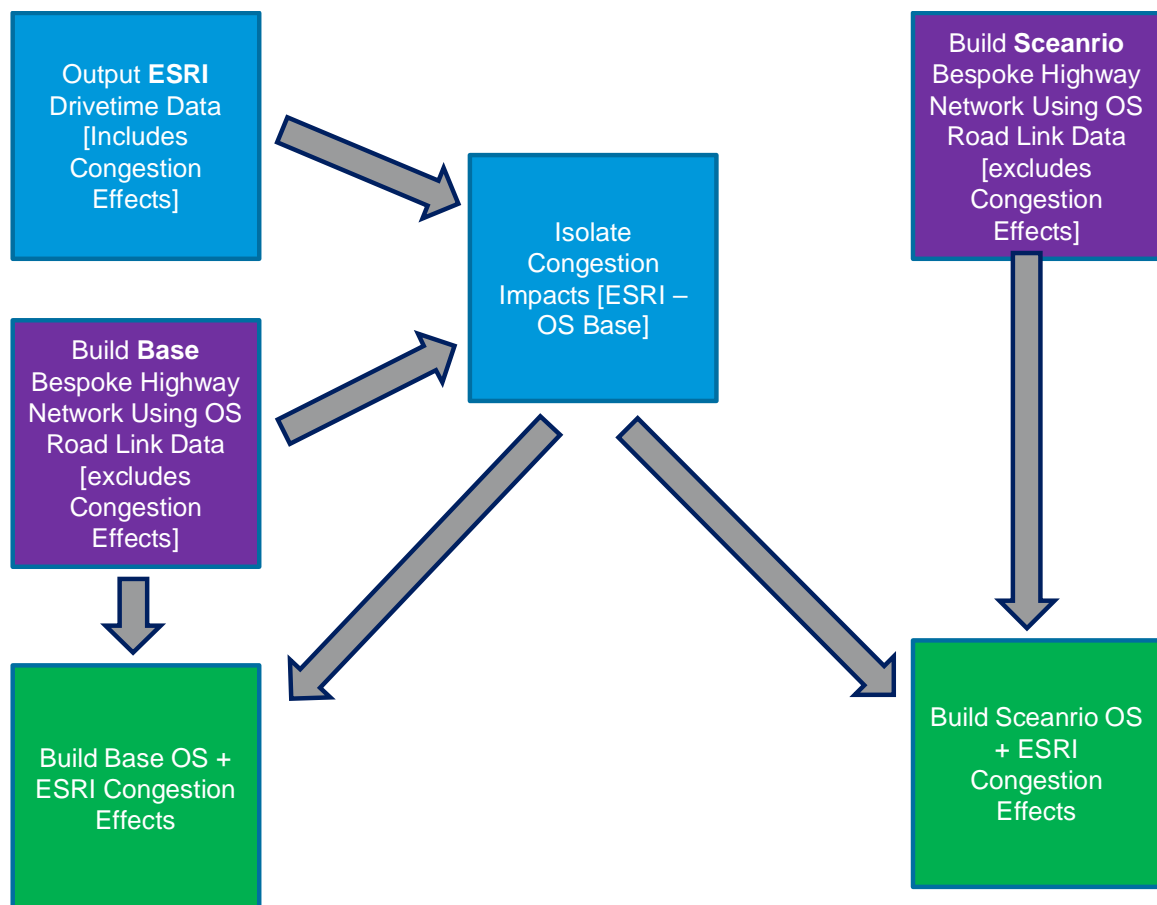 Output ESRI
Drivetime Data
[Includes
Congestion
Effects]
Build Sceanrio
Bespoke Highway
Network Using OS
Road Link Data
[excludes
Congestion
Effects]
Isolate
Congestion
Impacts [ESRI –
OS Base]
Build Base
Bespoke Highway
Network Using OS
Road Link Data
[excludes
Congestion
Effects]
Build Base OS +
ESRI Congestion
Effects
Build Sceanrio OS
+ ESRI
Congestion
Effects